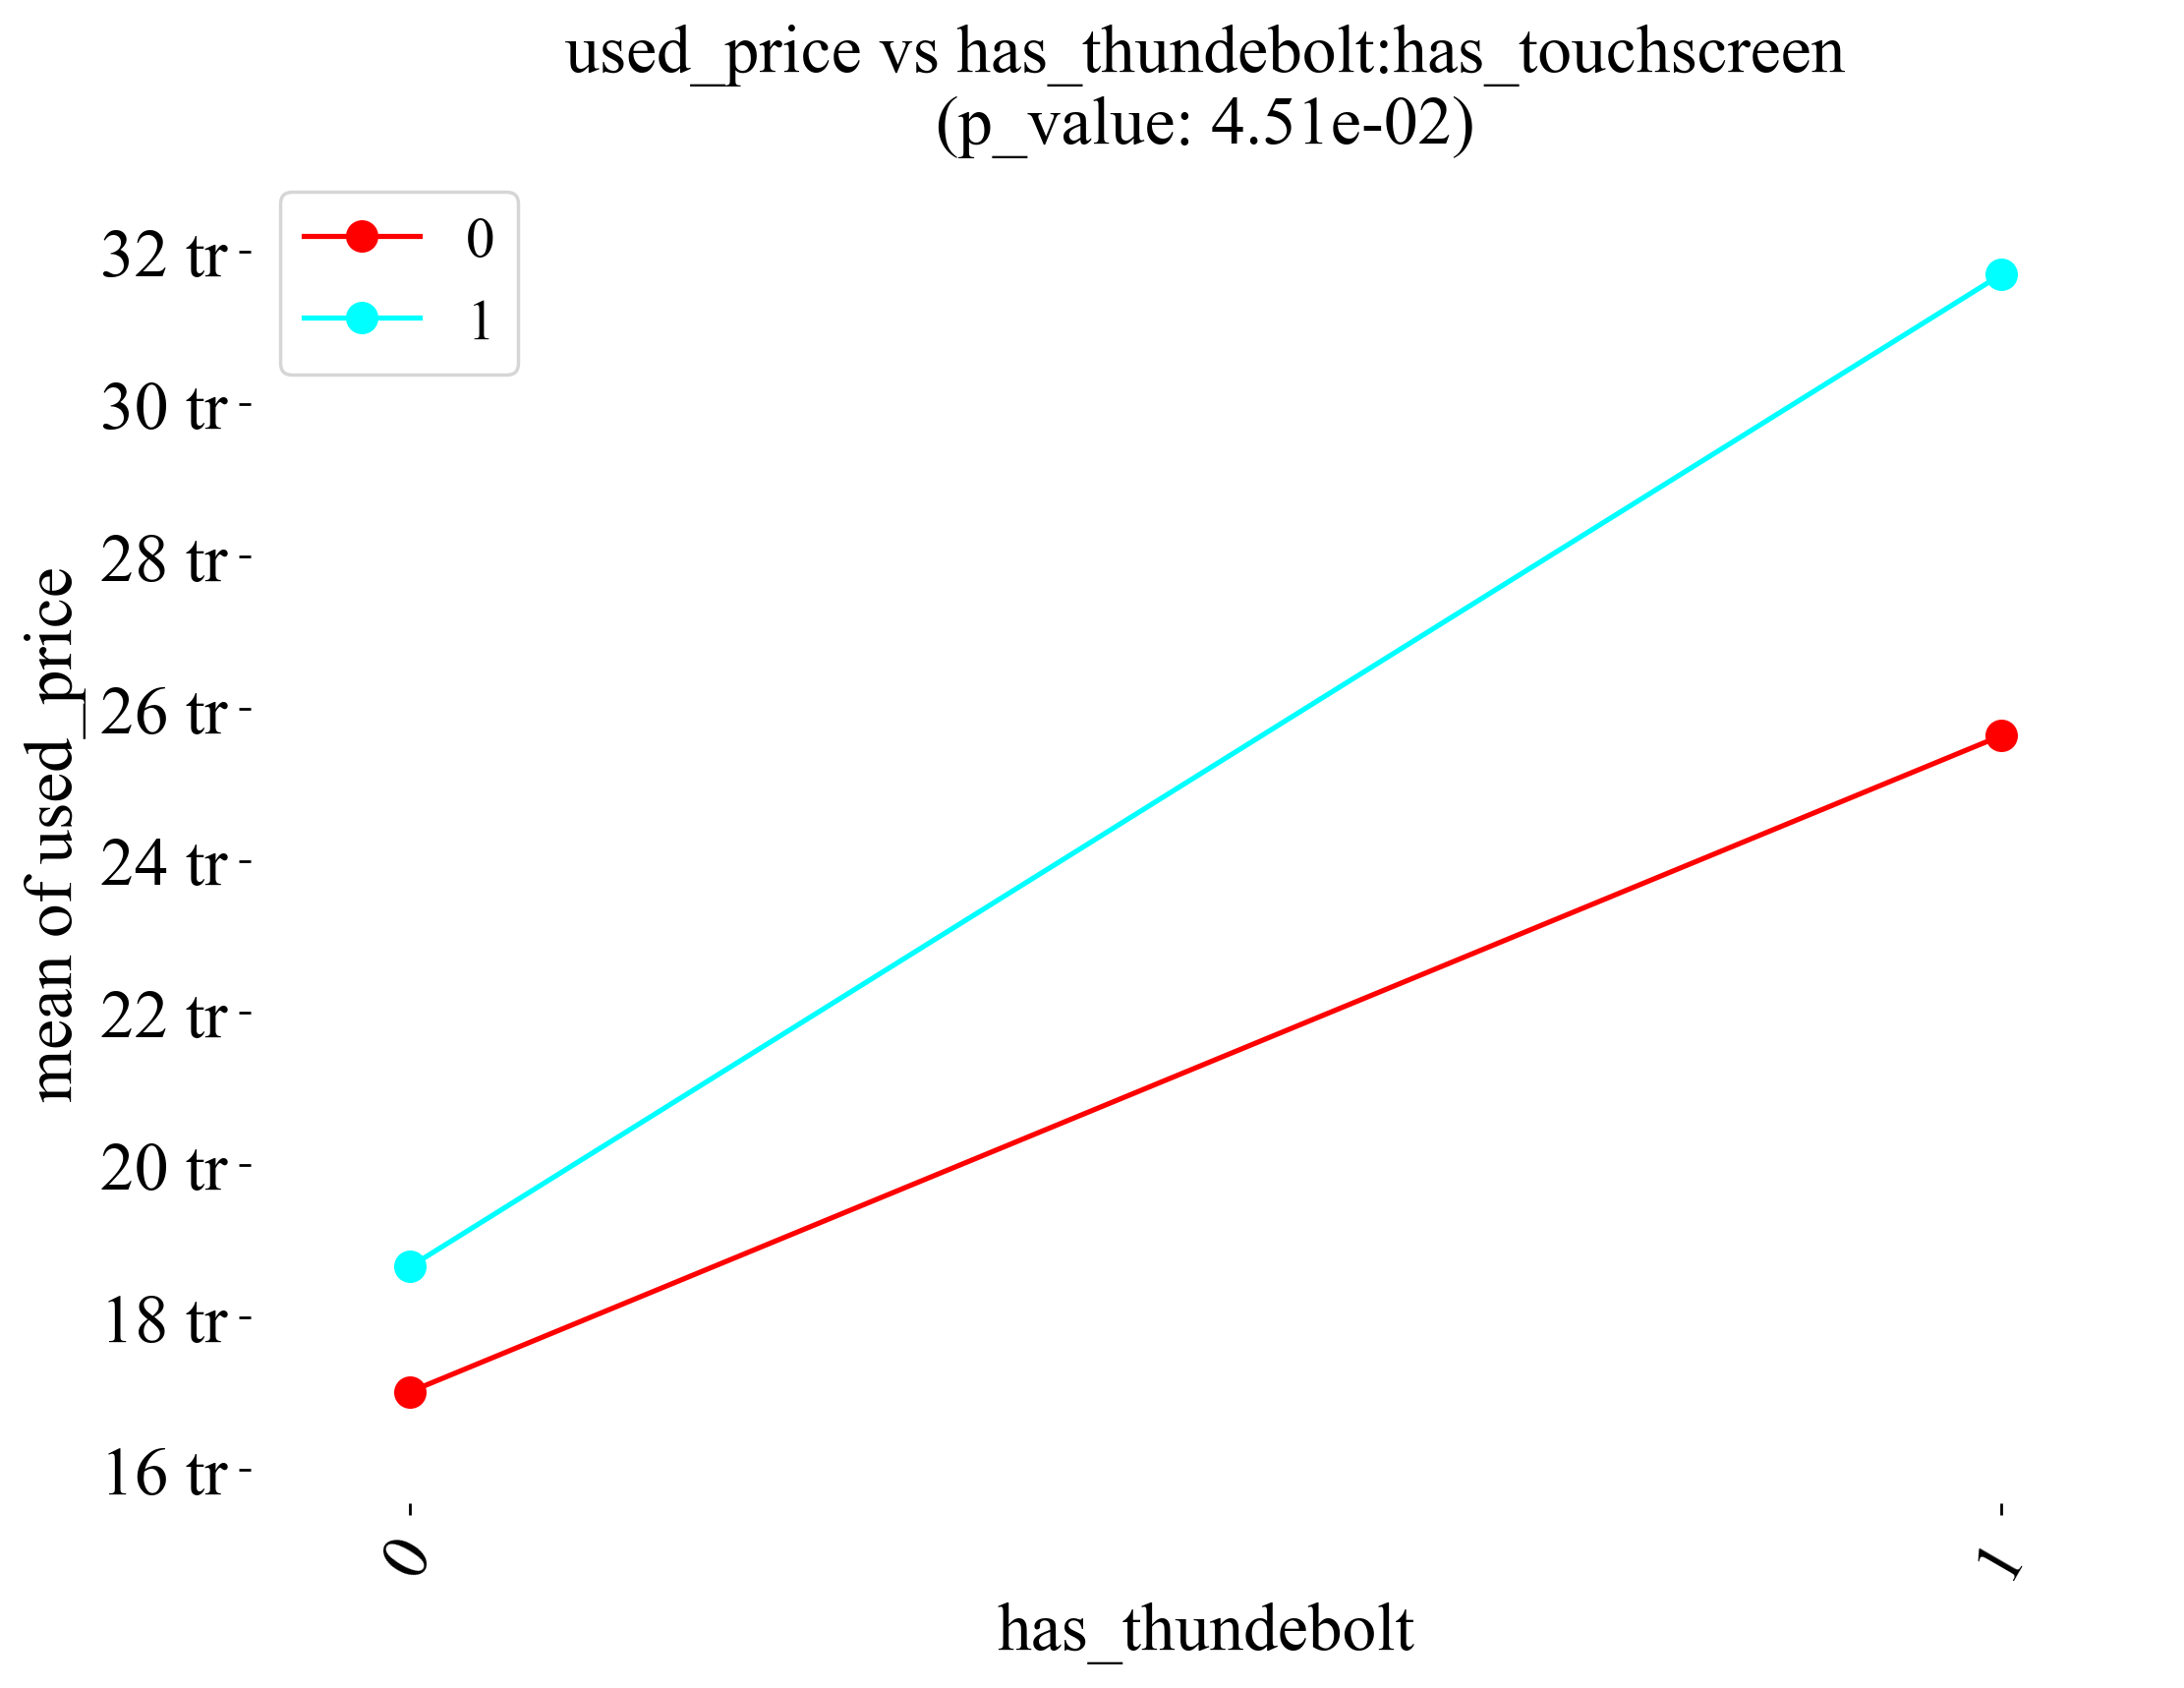 used_price vs has_thundebolt:has_touchscreen
(p_value: 4.51e-02)
0
1
32 tr
30 tr
28 tr
26 tr
24 tr
22 tr
20 tr
18 tr
16 tr
mean of used_price
0
1
has_thundebolt